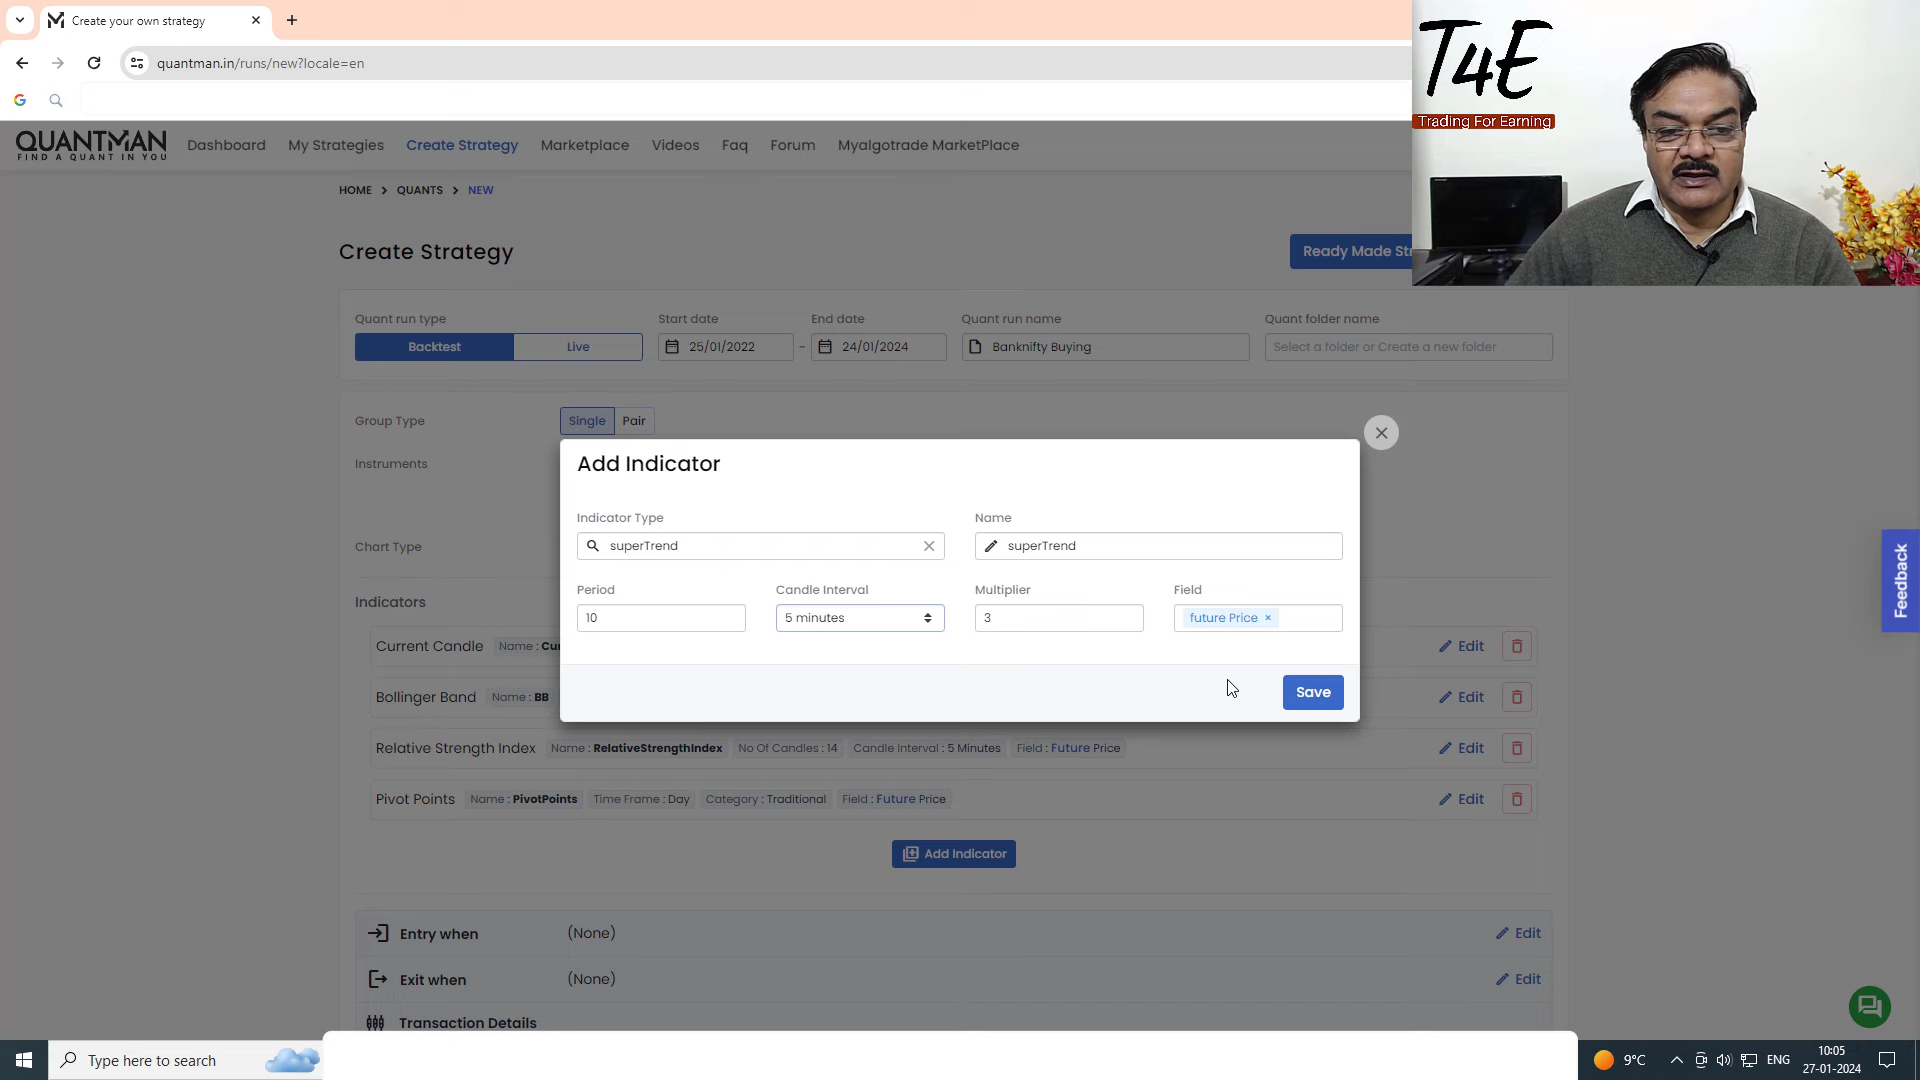 Create your own strategy
quantman.in/runs/new?locale=en
T4E
Trading For Earning
QUANTMAN
FIND A QUANT IN YOU
Dashboard My Strategies Create Strategy Marketplace Videos Faq Forum Myalgotrade MarketPlace
HOME > QUANTS > NEW
Create Strategy
Ready Made Str
Quant run type Start date End date Quant run name Quant folder name
Backtest Live 25/01/2022 - 24/01/2024 Banknifty Buying Select a folder or Create a new folder
Group Type Single Pair
Instruments
Add Indicator
Indicator Type Name
superTrend superTrend
Chart Type
Period Candle Interval Multiplier Field
10 5 minutes 3 future Price ×
Feedback
Indicators
Current Candle Name : Cur Edit
Save
Bollinger Band Name : BB Edit
Relative Strength Index Name : RelativeStrengthIndex No Of Candles : 14 Candle Interval : 5 Minutes Field : Future Price Edit
Pivot Points Name : PivotPoints Time Frame : Day Category : Traditional Field : Future Price Edit
Add Indicator
Entry when (None) Edit
Exit when (None) Edit
Transaction Details
Type here to search
9°C ENG 10:05
27-01-2024